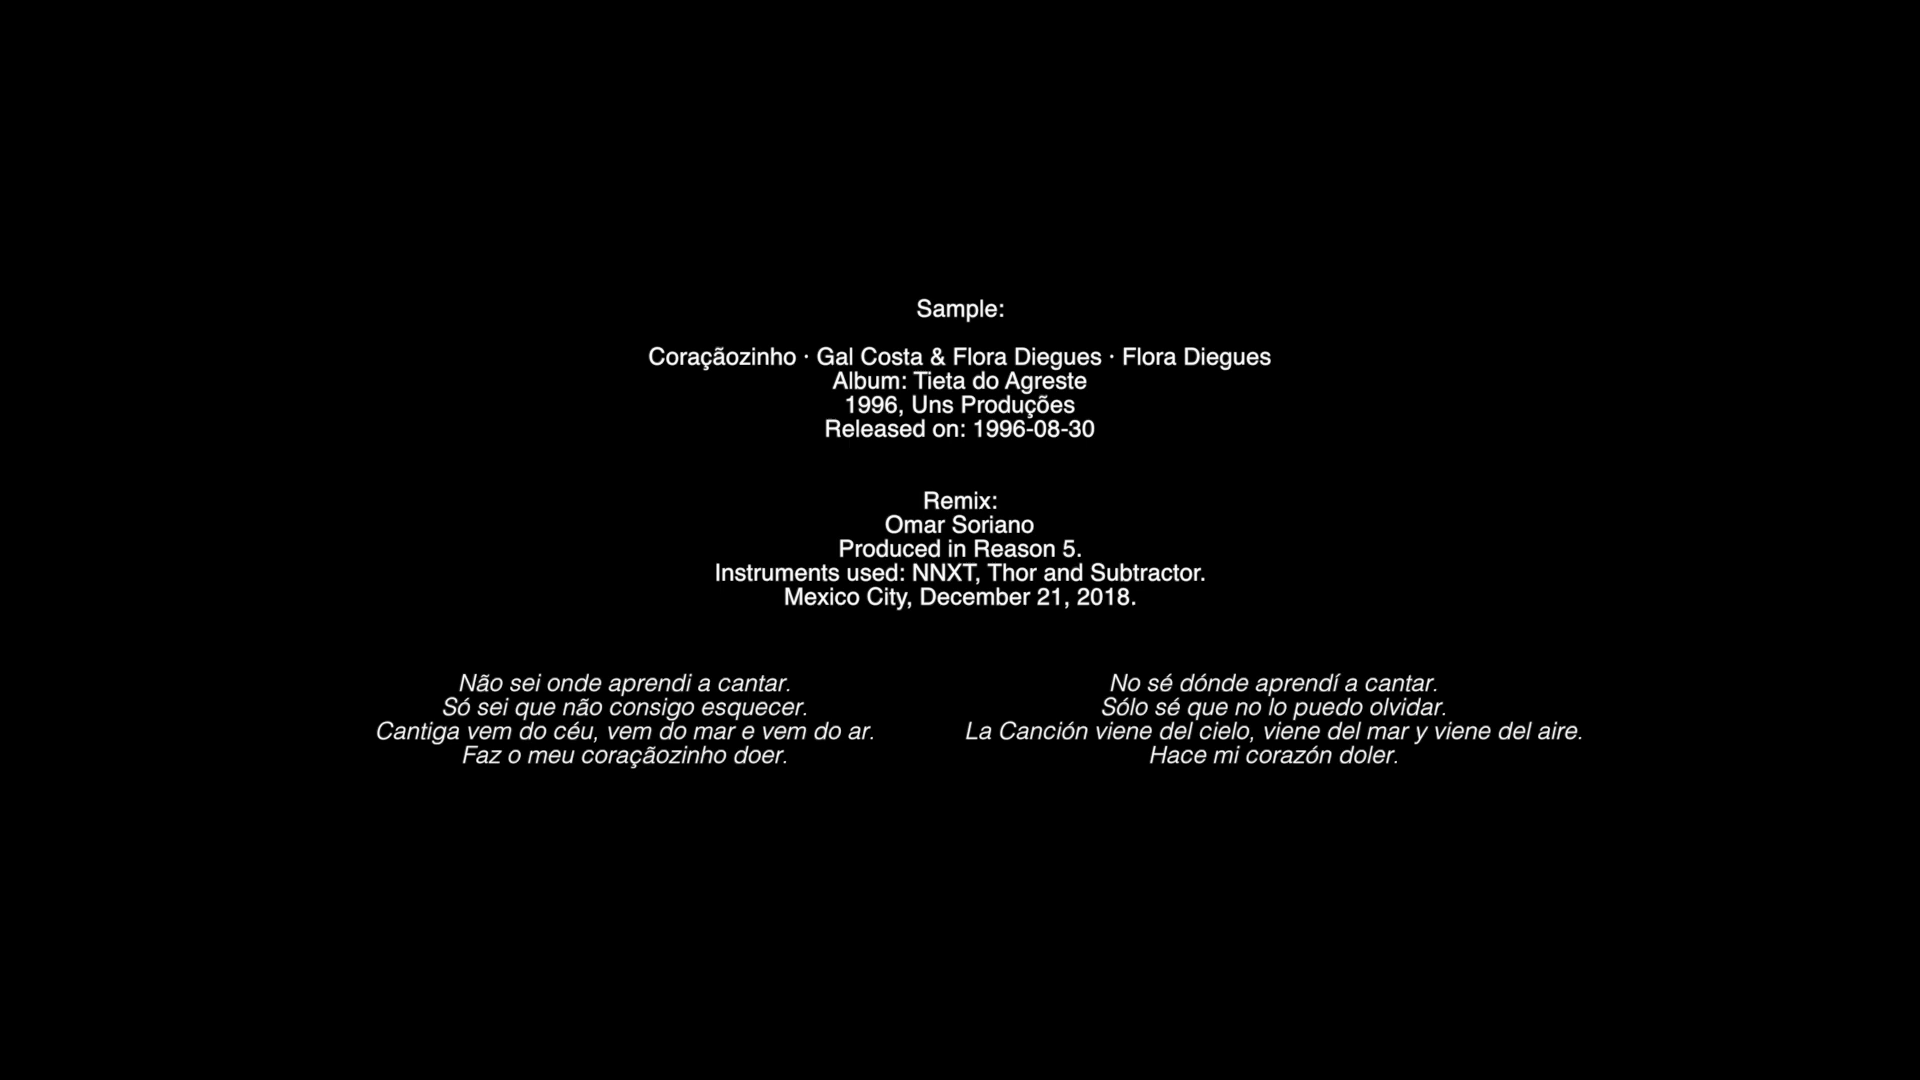 Sample:
Coraçãozinho · Gal Costa & Flora Diegues · Flora Diegues
Album: Tieta do Agreste
1996, Uns Produções
Released on: 1996-08-30
Remix:
Omar Soriano
Produced in Reason 5.
Instruments used: NNXT, Thor and Subtractor.
Mexico City, December 21, 2018.
Não sei onde aprendi a cantar.
Só sei que não consigo esquecer.
Cantiga vem do céu, vem do mar e vem do ar.
Faz o meu coraçãozinho doer.
No sé dónde aprendí a cantar.
Sólo sé que no lo puedo olvidar.
La Canción viene del cielo, viene del mar y viene del aire.
Hace mi corazón doler.